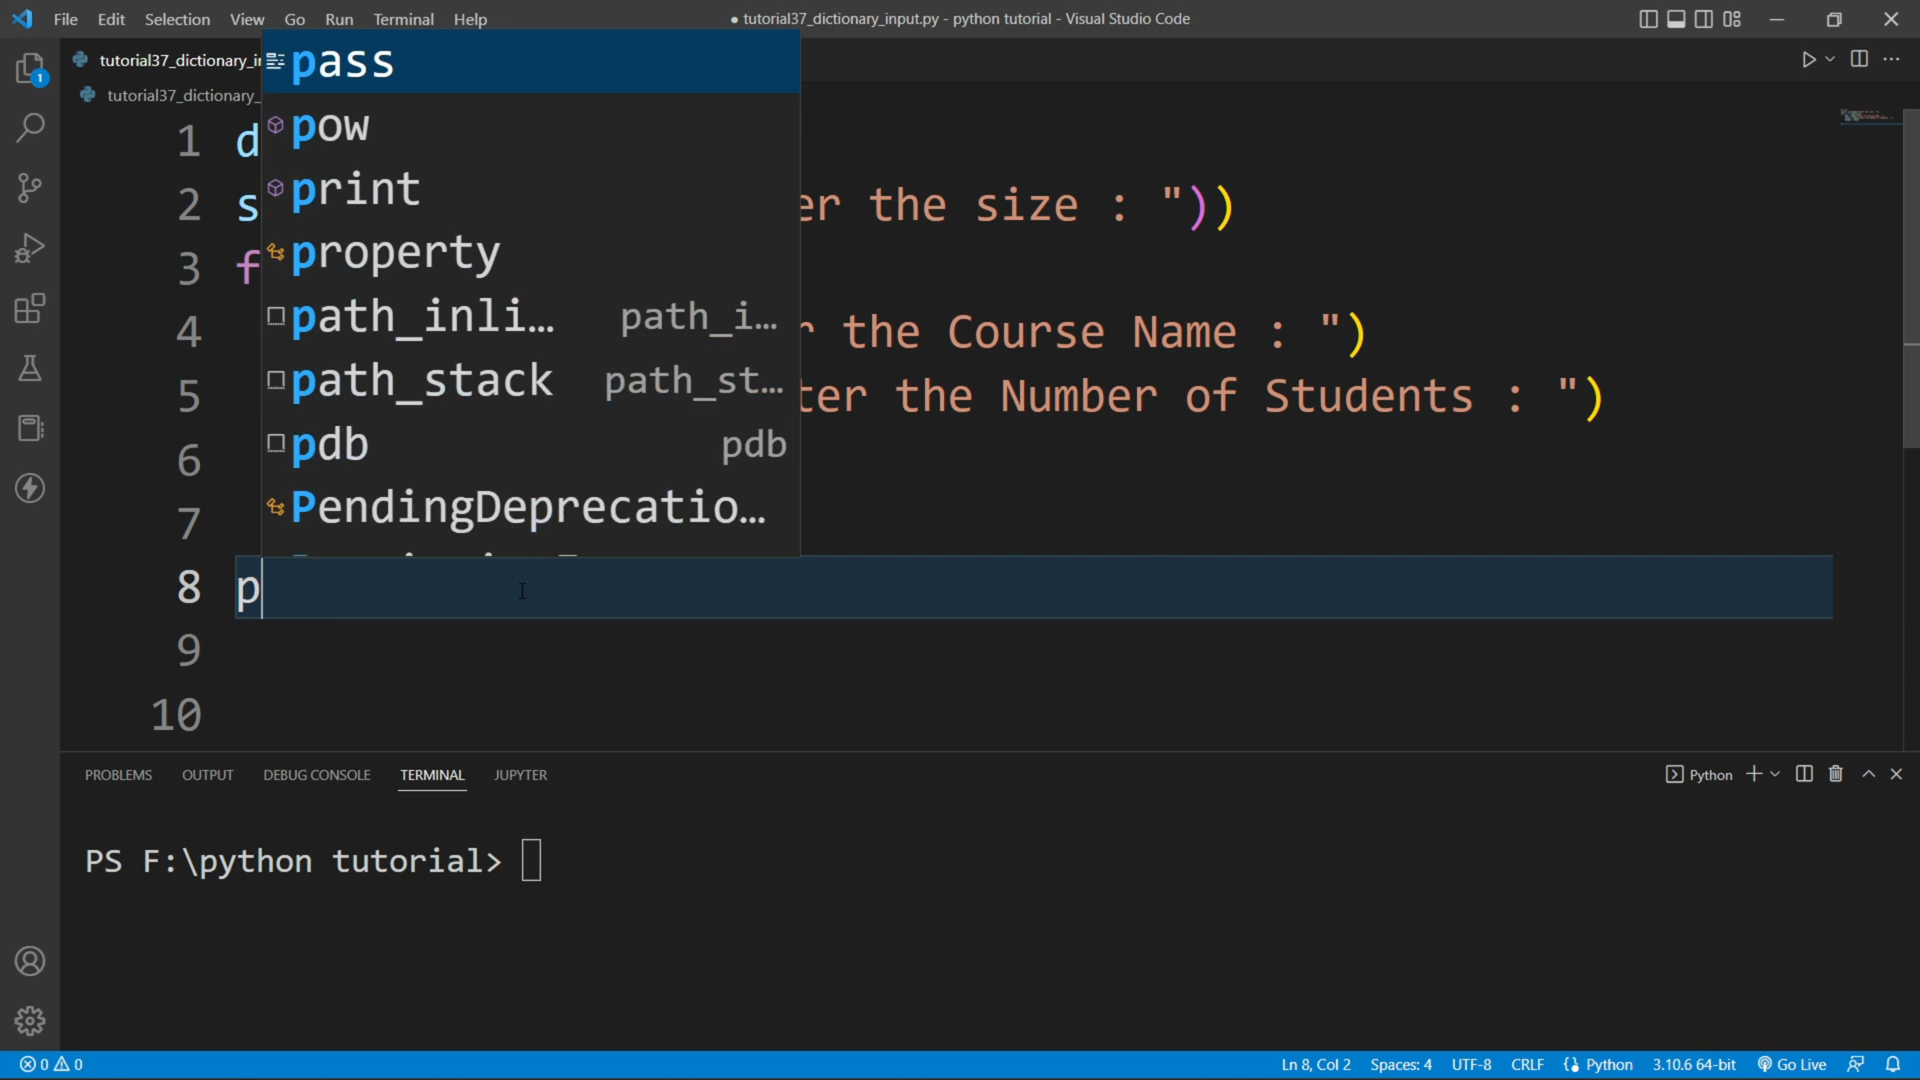 File Edit Selection View Go Run Terminal Help
● tutorial37_dictionary_input.py - python tutorial - Visual Studio Code
1
tutorial37_dictionary_i
tutorial37_dictionary_
pass
pow
print
property
path_inli… path_i…
path_stack path_st…
pdb pdb
PendingDeprecatio…
1 d
2 s er the size : "))
3 f
4 the Course Name : ")
5 ter the Number of Students : ")
6
7
8 p
9
10
PROBLEMS OUTPUT DEBUG CONSOLE TERMINAL JUPYTER
Python
PS F:\python tutorial>
0 0
Ln 8, Col 2 Spaces: 4 UTF-8 CRLF Python 3.10.6 64-bit Go Live